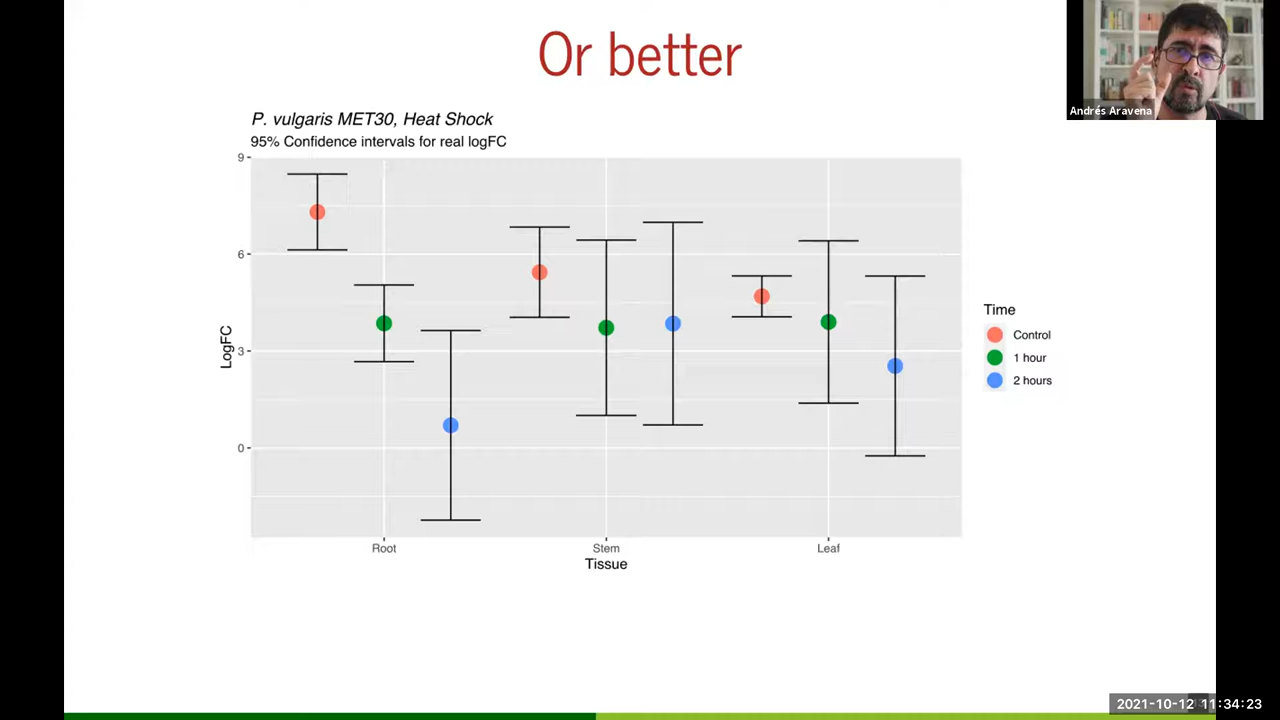 Or better
Andrés Aravena
P. vulgaris MET30, Heat Shock
95% Confidence intervals for real logFC
9
6
3
0
LogFC
Root
Stem
Leaf
Tissue
Time
Control
1 hour
2 hours
2021-10-12 11:34:23